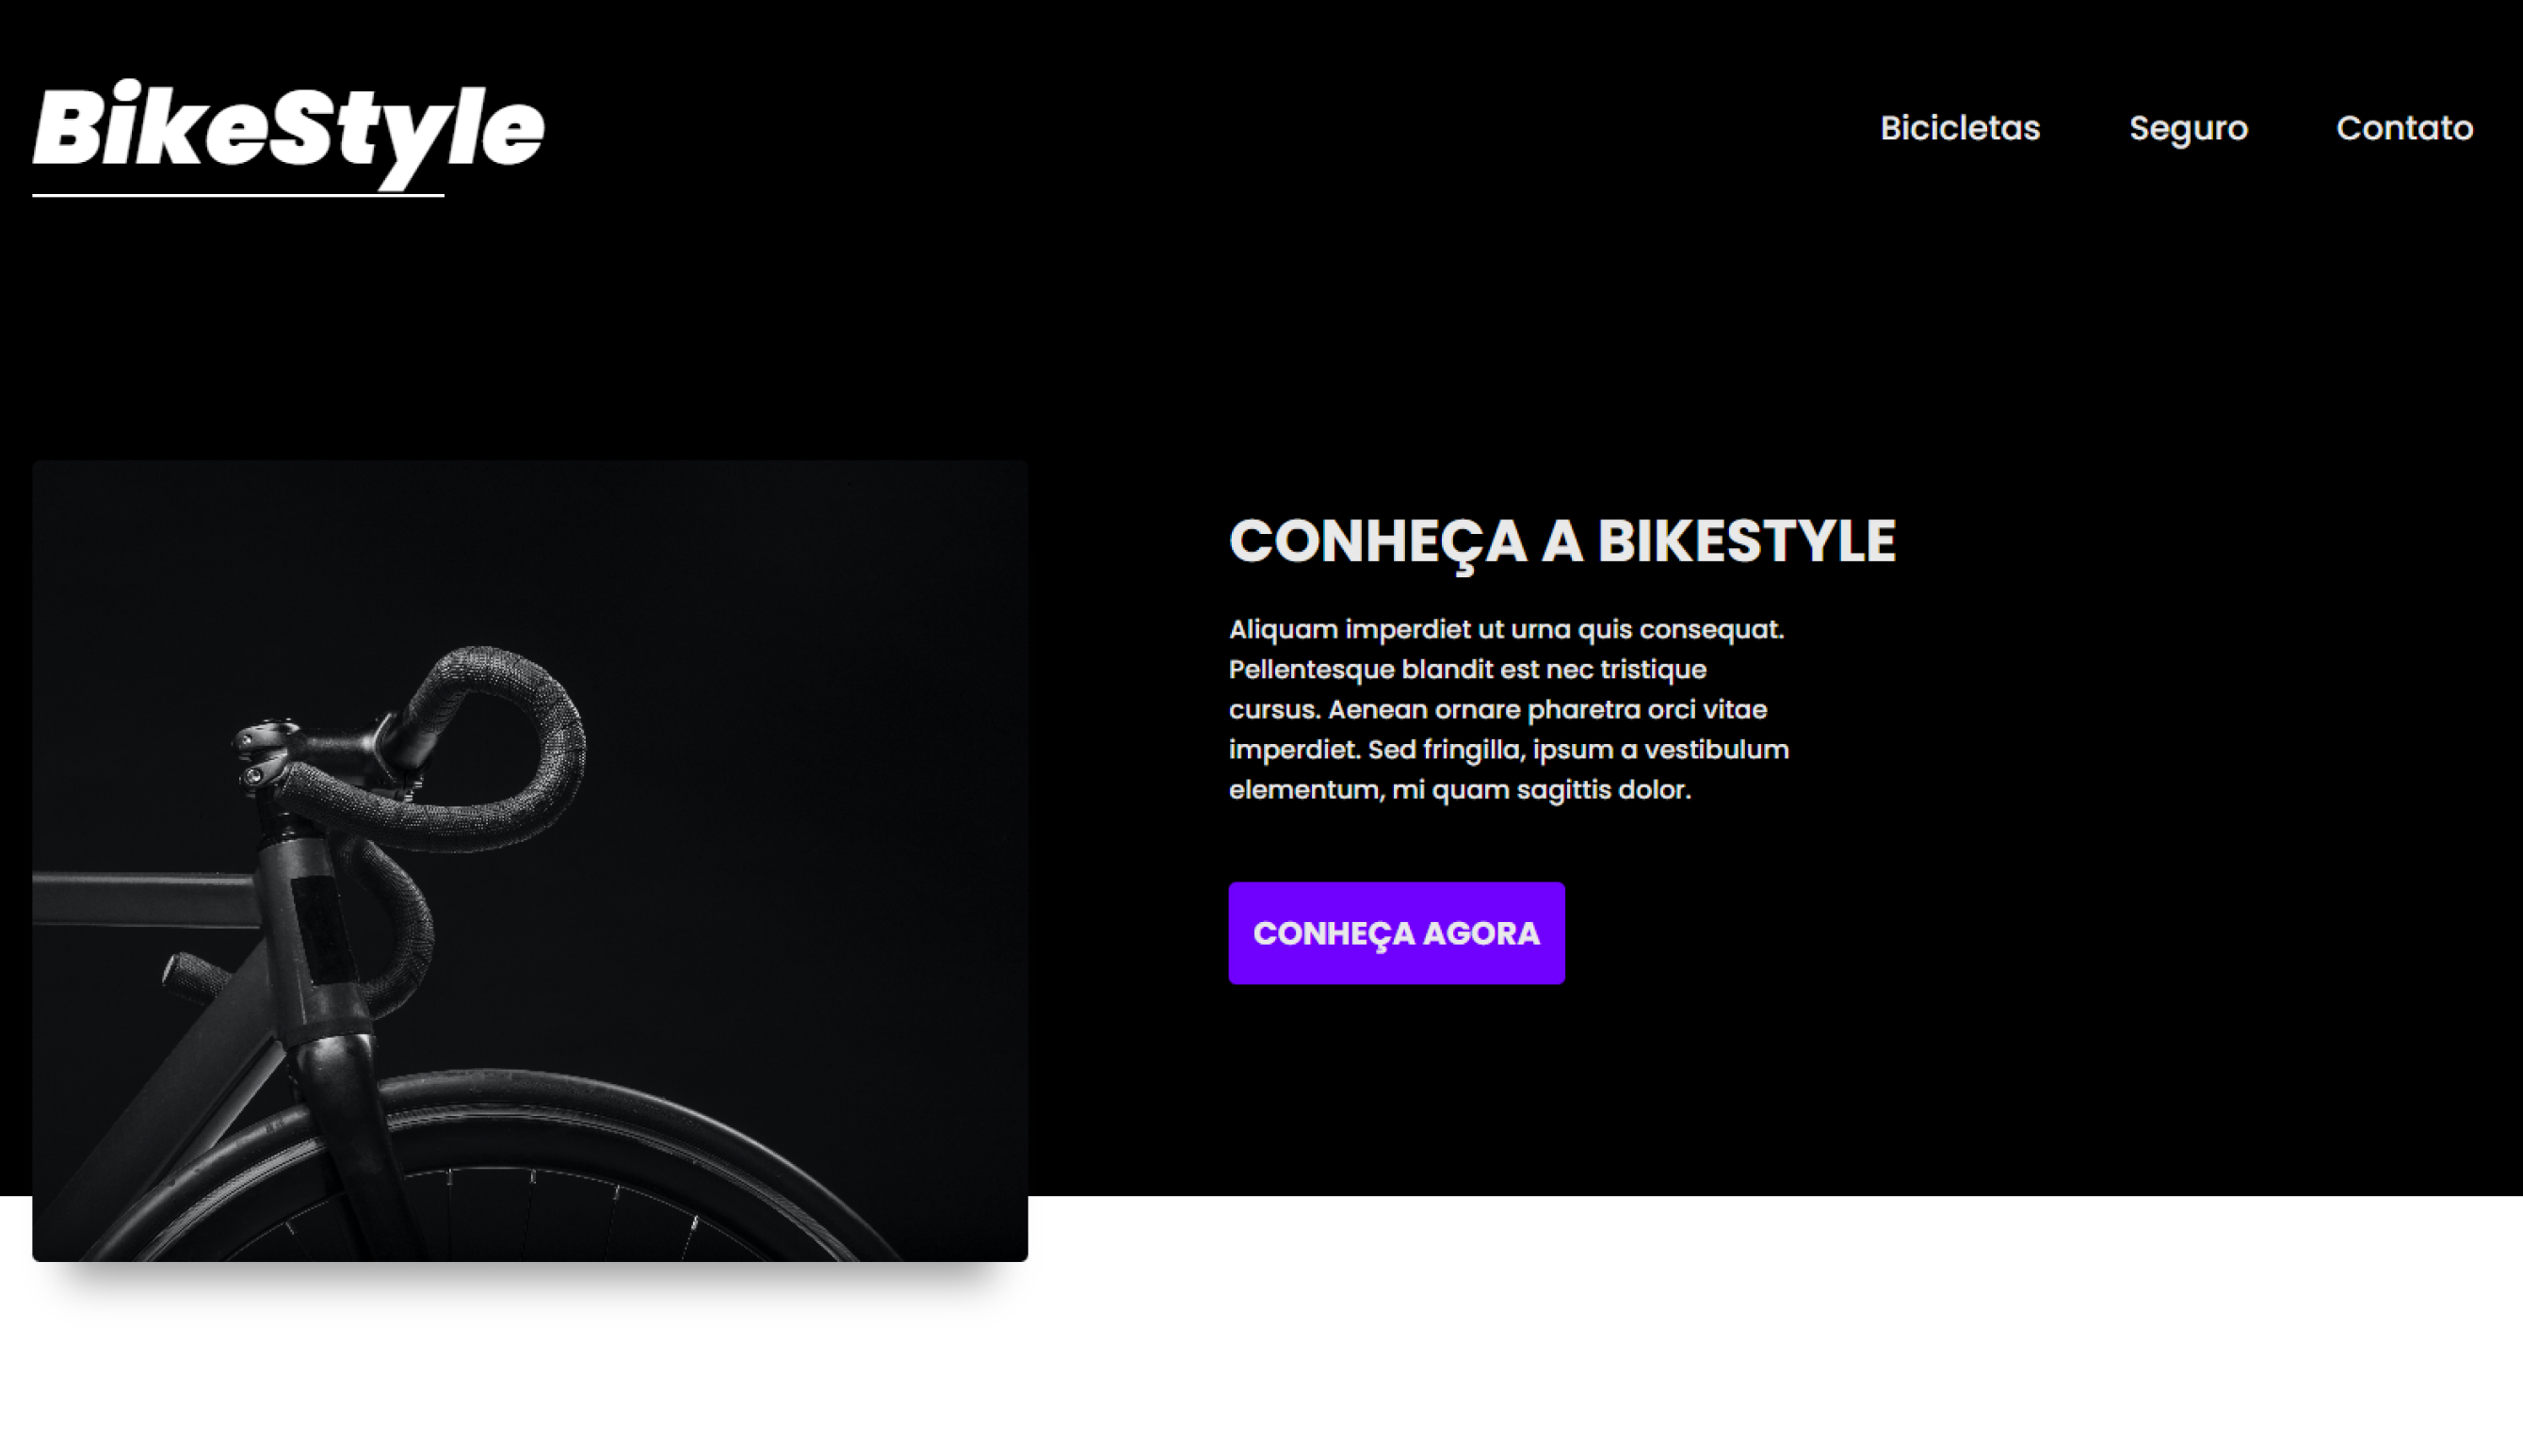 BikeStyle
Bicicletas Seguro Contato
CONHEÇA A BIKESTYLE
Aliquam imperdiet ut urna quis consequat.
Pellentesque blandit est nec tristique
cursus. Aenean ornare pharetra orci vitae
imperdiet. Sed fringilla, ipsum a vestibulum
elementum, mi quam sagittis dolor.
CONHEÇA AGORA